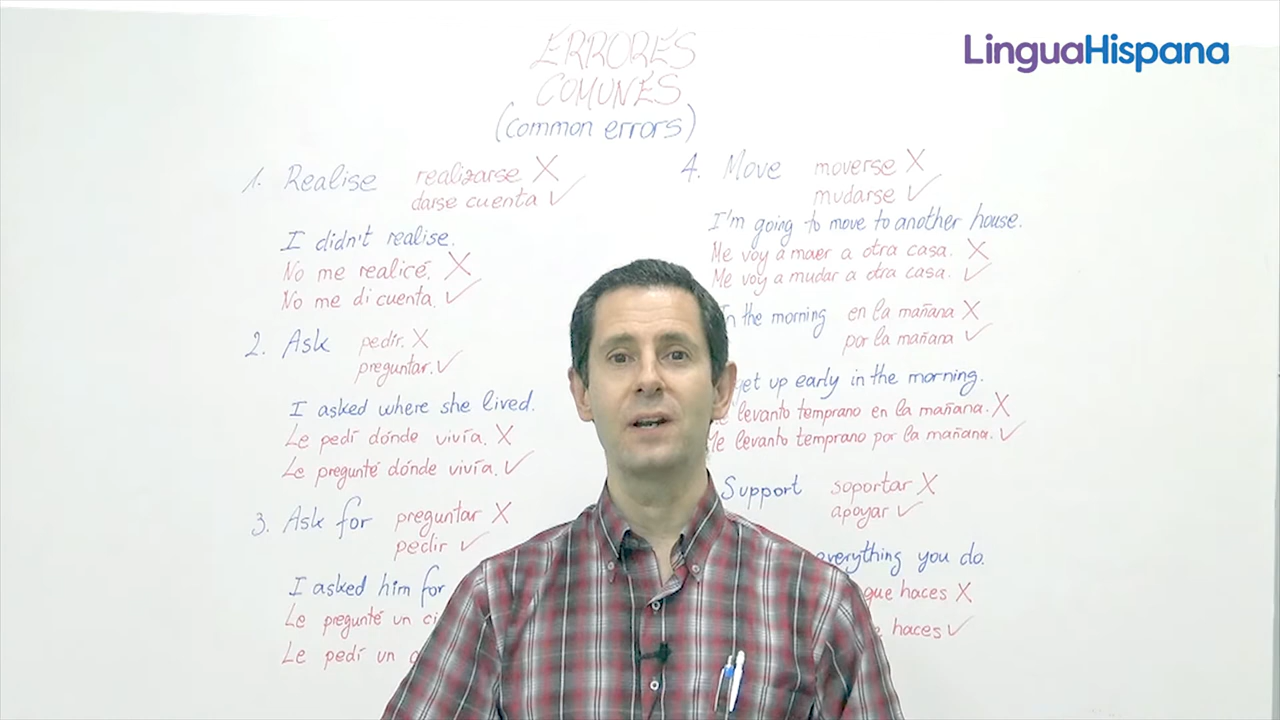 LinguaHispana
ERRORES
COMUNES
(common errors)
1. Realise realizarse X
darse cuenta ✓
I didn't realise.
No me realicé. X
No me di cuenta. ✓
2. Ask pedir. X
preguntar. ✓
I asked where she lived.
Le pedí dónde vivía. X
Le pregunté dónde vivía. ✓
3. Ask for preguntar X
pedir ✓
I asked him for
Le pregunté un
Le pedí un
4. Move moverse X
mudarse ✓
I'm going to move to another house.
Me voy a a otra casa. X
Me voy a mudar a otra casa. ✓
the morning en la mañana X
por la mañana ✓
get up early in the morning.
levanto temprano en la mañana. X
Me levanto temprano por la mañana. ✓
Support soportar X
apoyar ✓
everything you do.
que haces X
haces ✓